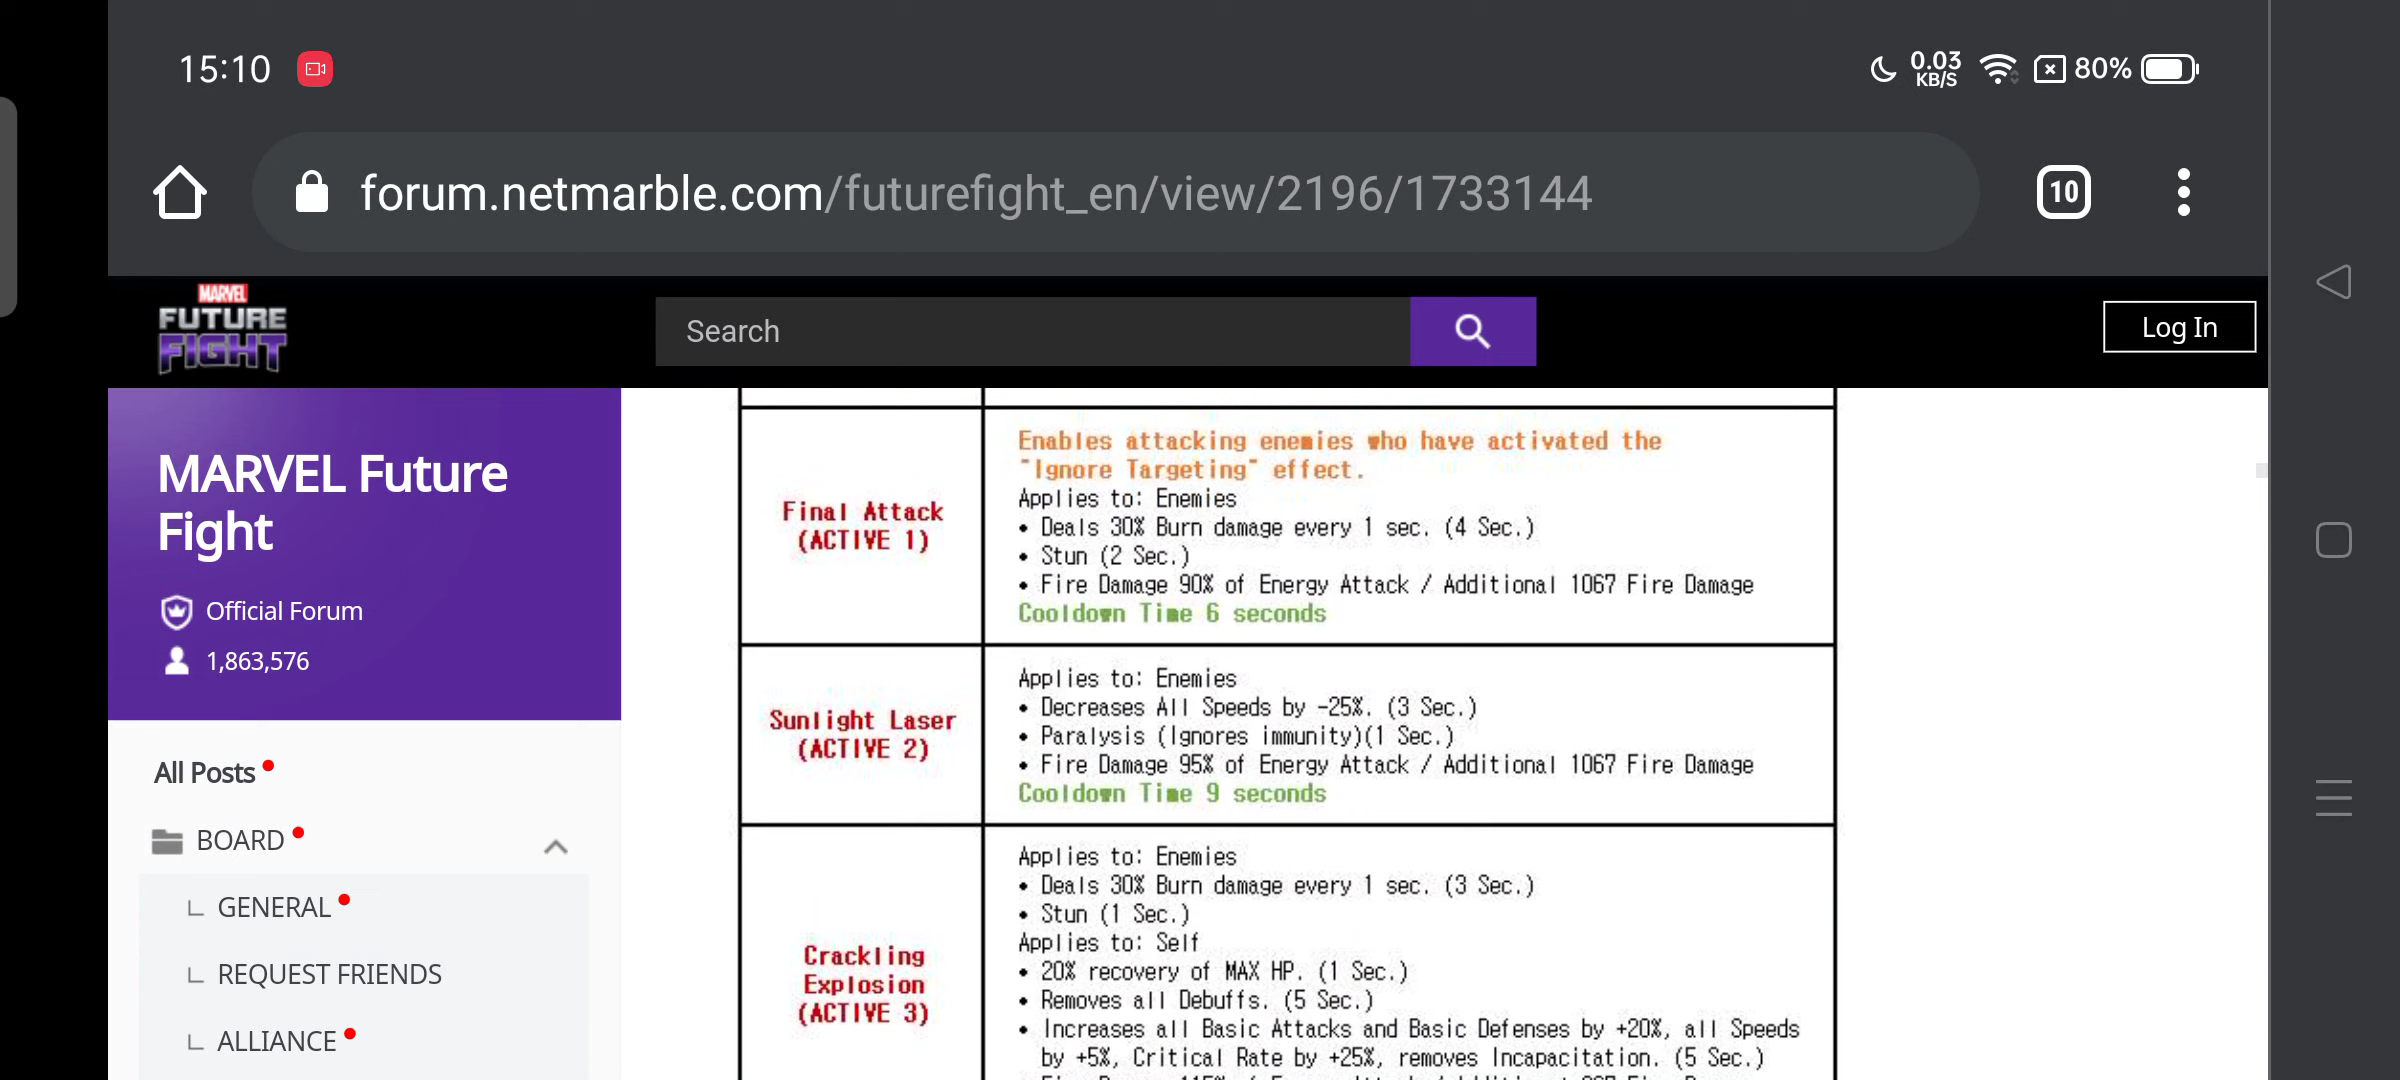 15:10
0.03
KB/S
80%
forum.netmarble.com/futurefight_en/view/2196/1733144
10
MARVEL
FUTURE
FIGHT
Search
Log In
MARVEL Future
Fight
Official Forum
1,863,576
All Posts
BOARD
GENERAL
REQUEST FRIENDS
ALLIANCE
Final Attack
(ACTIVE 1)
Enables attacking enemies who have activated the
"Ignore Targeting" effect.
Applies to: Enemies
• Deals 30% Burn damage every 1 sec. (4 Sec.)
• Stun (2 Sec.)
• Fire Damage 90% of Energy Attack / Additional 1067 Fire Damage
Cooldown Time 6 seconds
Sunlight Laser
(ACTIVE 2)
Applies to: Enemies
• Decreases All Speeds by -25%. (3 Sec.)
• Paralysis (Ignores immunity)(1 Sec.)
• Fire Damage 95% of Energy Attack / Additional 1067 Fire Damage
Cooldown Time 9 seconds
Crackling
Explosion
(ACTIVE 3)
Applies to: Enemies
• Deals 30% Burn damage every 1 sec. (3 Sec.)
• Stun (1 Sec.)
Applies to: Self
• 20% recovery of MAX HP. (1 Sec.)
• Removes all Debuffs. (5 Sec.)
• Increases all Basic Attacks and Basic Defenses by +20%, all Speeds
by +5%, Critical Rate by +25%, removes Incapacitation. (5 Sec.)